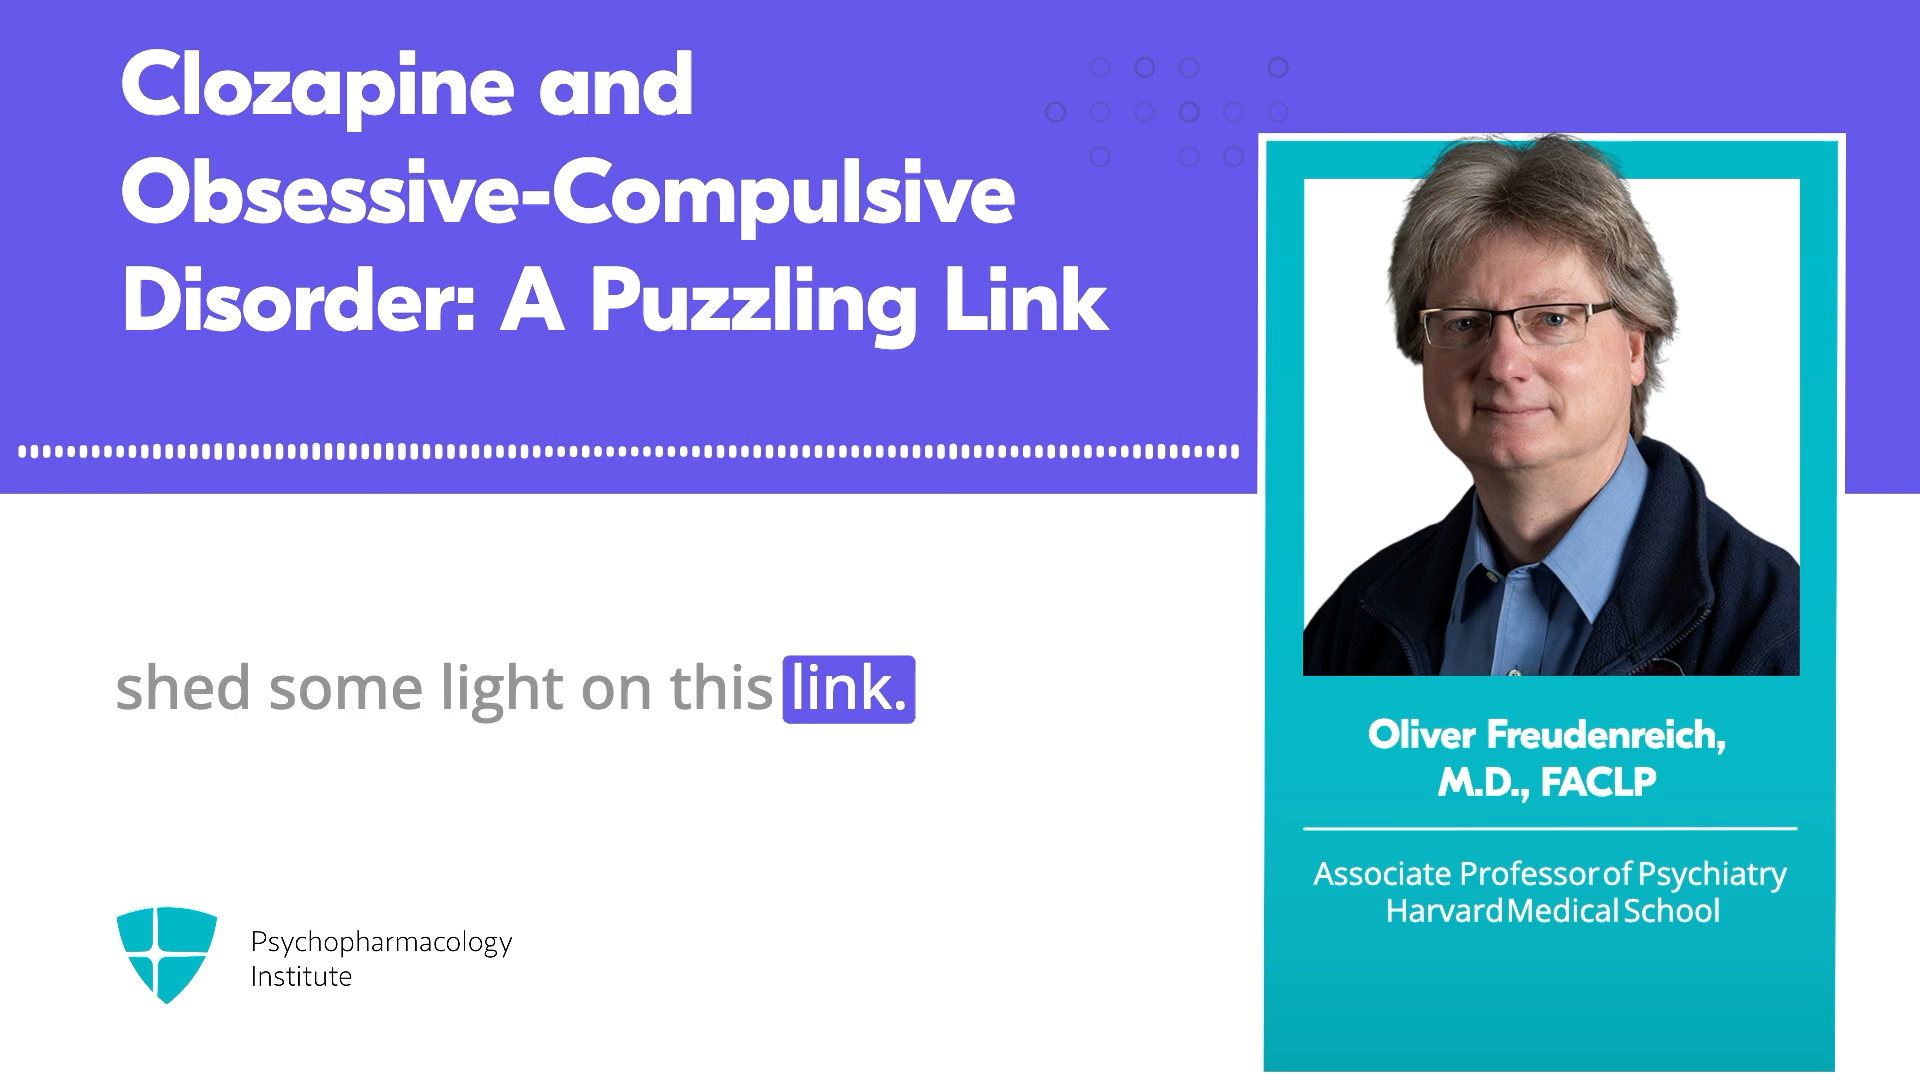 Clozapine and
Obsessive-Compulsive
Disorder: A Puzzling Link
shed some light on this link.
Oliver Freudenreich,
M.D., FACLP
Associate Professor of Psychiatry
Harvard Medical School
Psychopharmacology
Institute